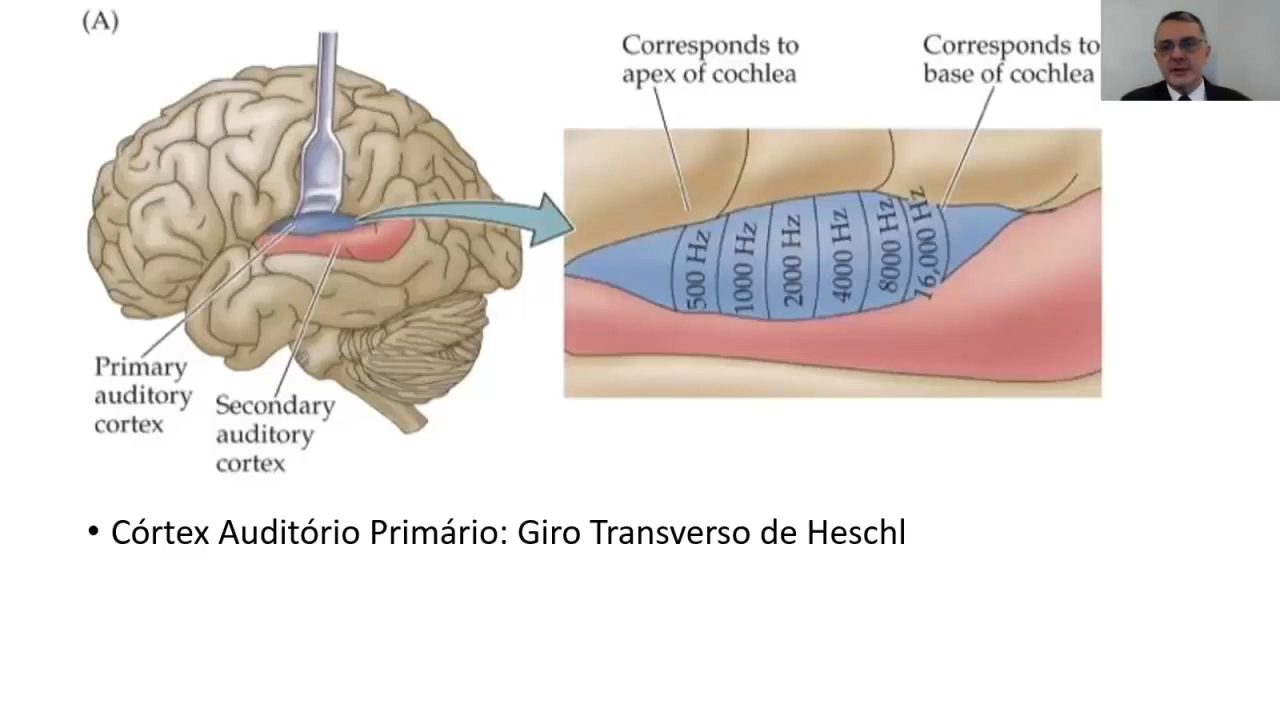 (A)
Corresponds to
apex of cochlea
Corresponds to
base of cochlea
500 Hz
1000 Hz
2000 Hz
4000 Hz
8000 Hz
16,000 Hz
Primary
auditory
cortex
Secondary
auditory
cortex
• Córtex Auditório Primário: Giro Transverso de Heschl